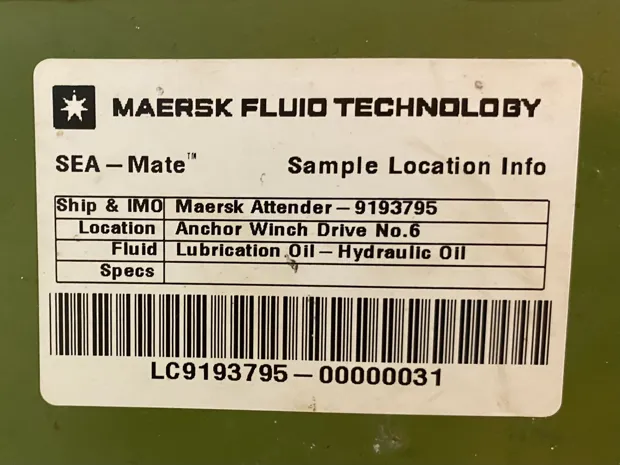 MAERSK FLUID TECHNOLOGY
SEA-Mate™ Sample Location Info
Ship & IMO Maersk Attender-9193795
Location Anchor Winch Drive No.6
Fluid Lubrication Oil-Hydraulic Oil
Specs
LC9193795-00000031